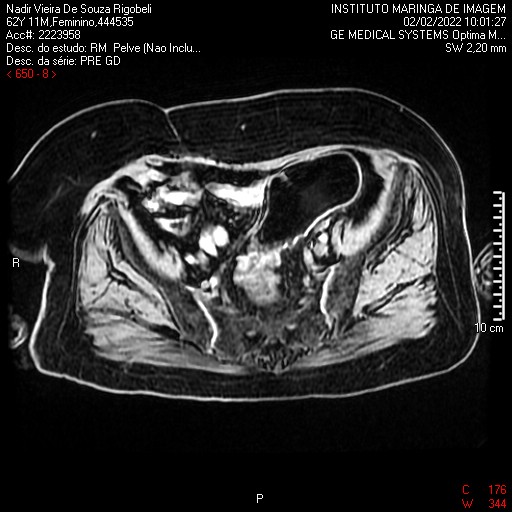 Nadir Vieira De Souza Rigobeli
62Y 11M,Feminino,444535
Acc#: 2223958
Desc. do estudo: RM Pelve (Nao Inclu...
Desc. da série: PRE GD
< 650 - 8 >
INSTITUTO MARINGA DE IMAGEM
02/02/2022 10:01:27
GE MEDICAL SYSTEMS Optima M...
SW 2,20 mm
R
10 cm
P
C 176
W 344